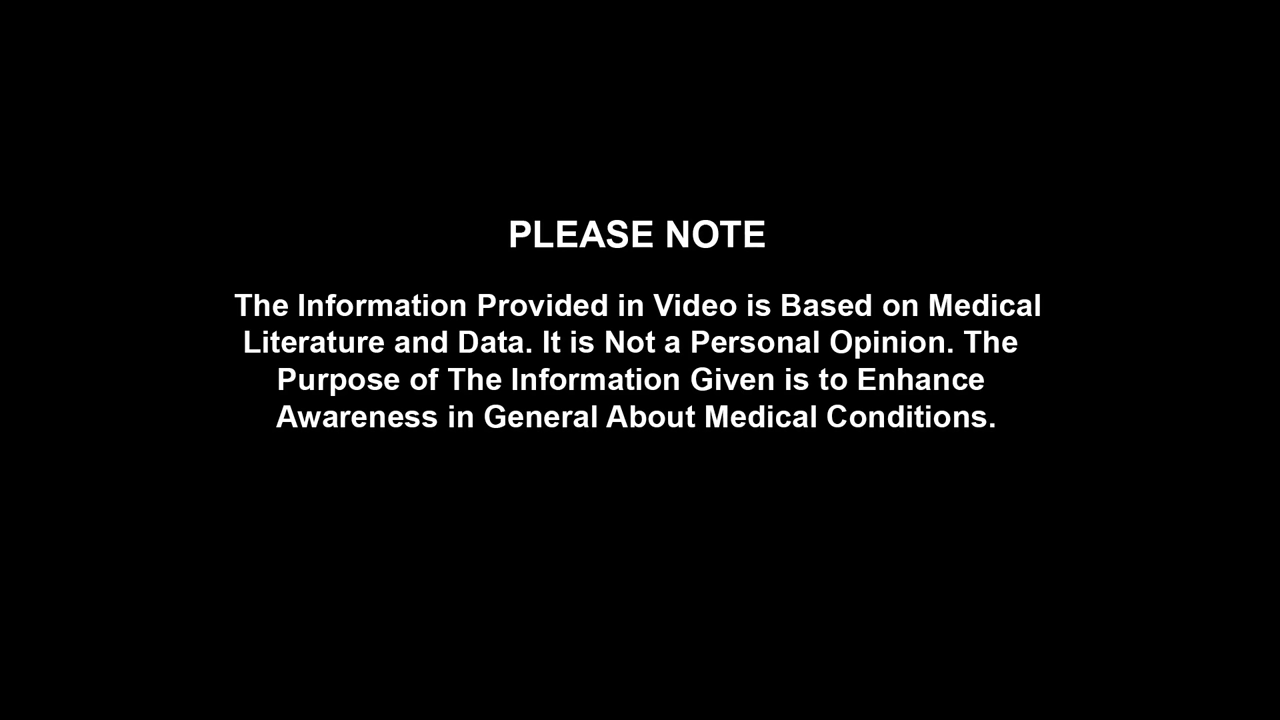 PLEASE NOTE
The Information Provided in Video is Based on Medical
Literature and Data. It is Not a Personal Opinion. The
Purpose of The Information Given is to Enhance
Awareness in General About Medical Conditions.